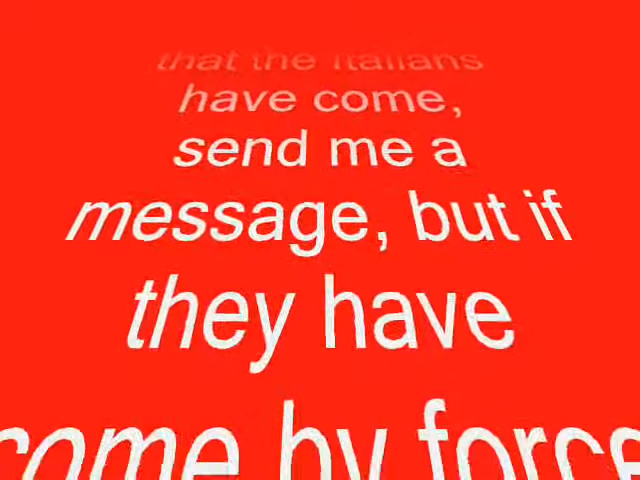 that the Italians
have come,
send me a
message, but if
they have
come by force